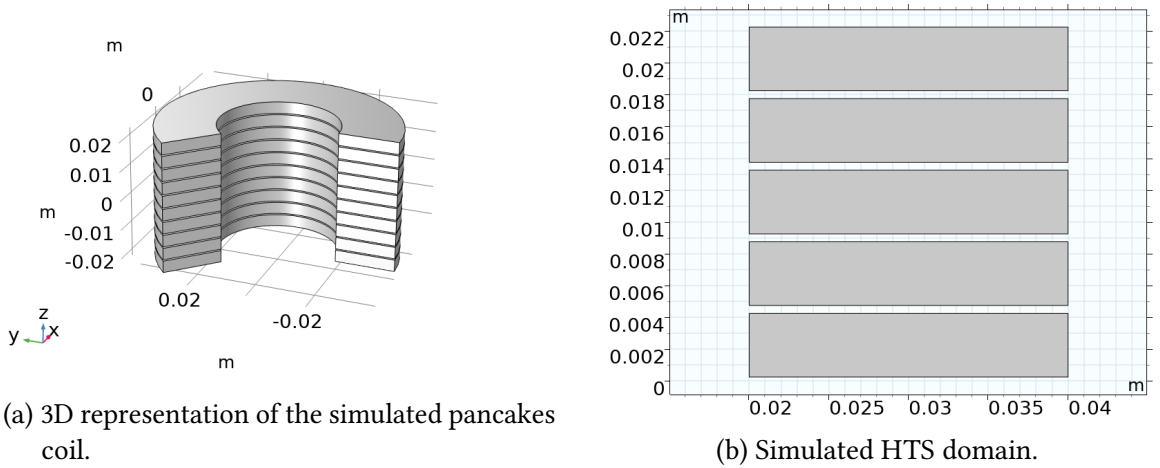 m
0
0.02
0.01
0
m
-0.01
-0.02
0.02
-0.02
z
y x
m
(a) 3D representation of the simulated pancakes
coil.
m
0.022
0.02
0.018
0.016
0.014
0.012
0.01
0.008
0.006
0.004
0.002
0
m
0.02 0.025 0.03 0.035 0.04
(b) Simulated HTS domain.